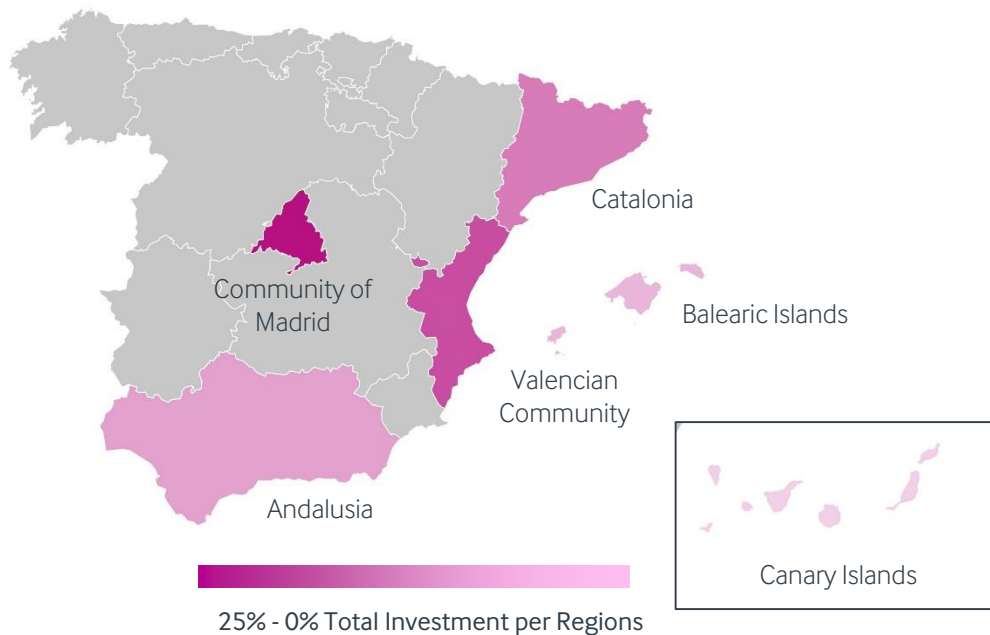 Catalonia
Community of
Madrid
Balearic Islands
Valencian
Community
Andalusia
Canary Islands
25% - 0% Total Investment per Regions